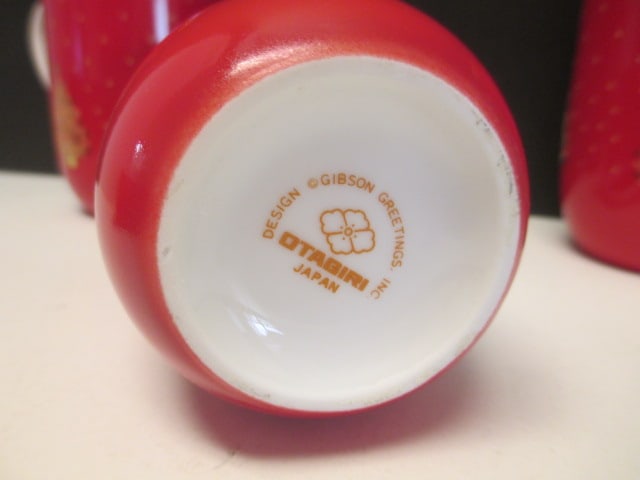 DESIGN ©GIBSON GREETINGS INC
OTAGIRI
JAPAN